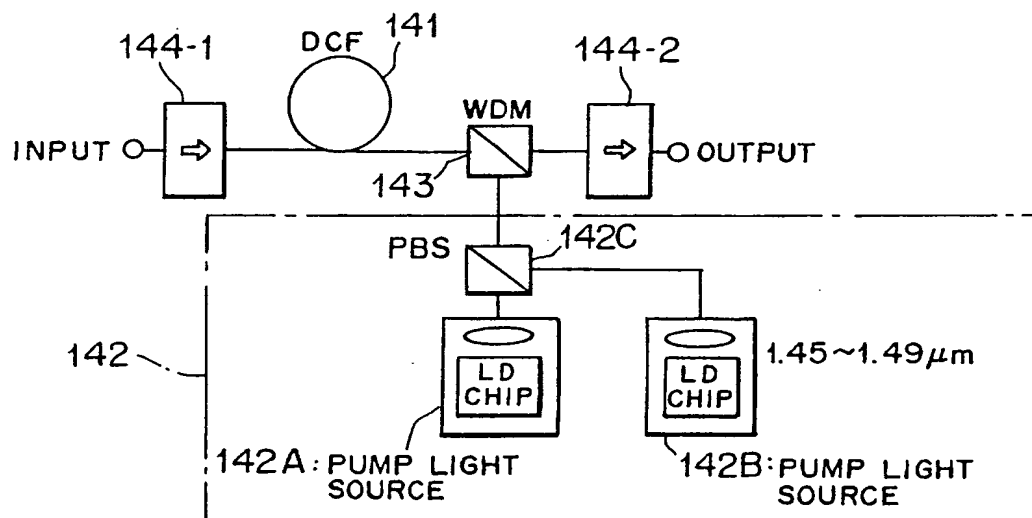 144-1
DCF
141
144-2
WDM
INPUT
143
OUTPUT
PBS
142C
142
LD
CHIP
LD
CHIP
1.45~1.49μm
142A: PUMP LIGHT
SOURCE
142B: PUMP LIGHT
SOURCE